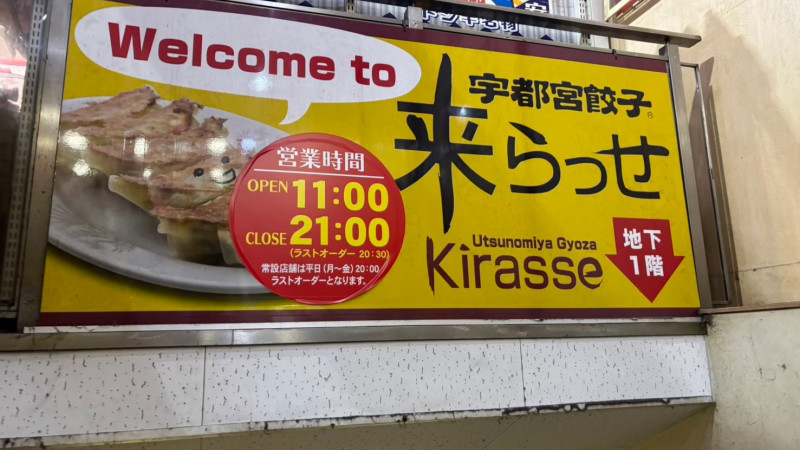 Welcome to
宇都宮餃子®
来らっせ
Utsunomiya Gyoza
Kirasse
地下
1階
営業時間
OPEN 11:00
CLOSE 21:00
(ラストオーダー 20:30)
常設店舗は平日(月〜金)20:00
ラストオーダーとなります。